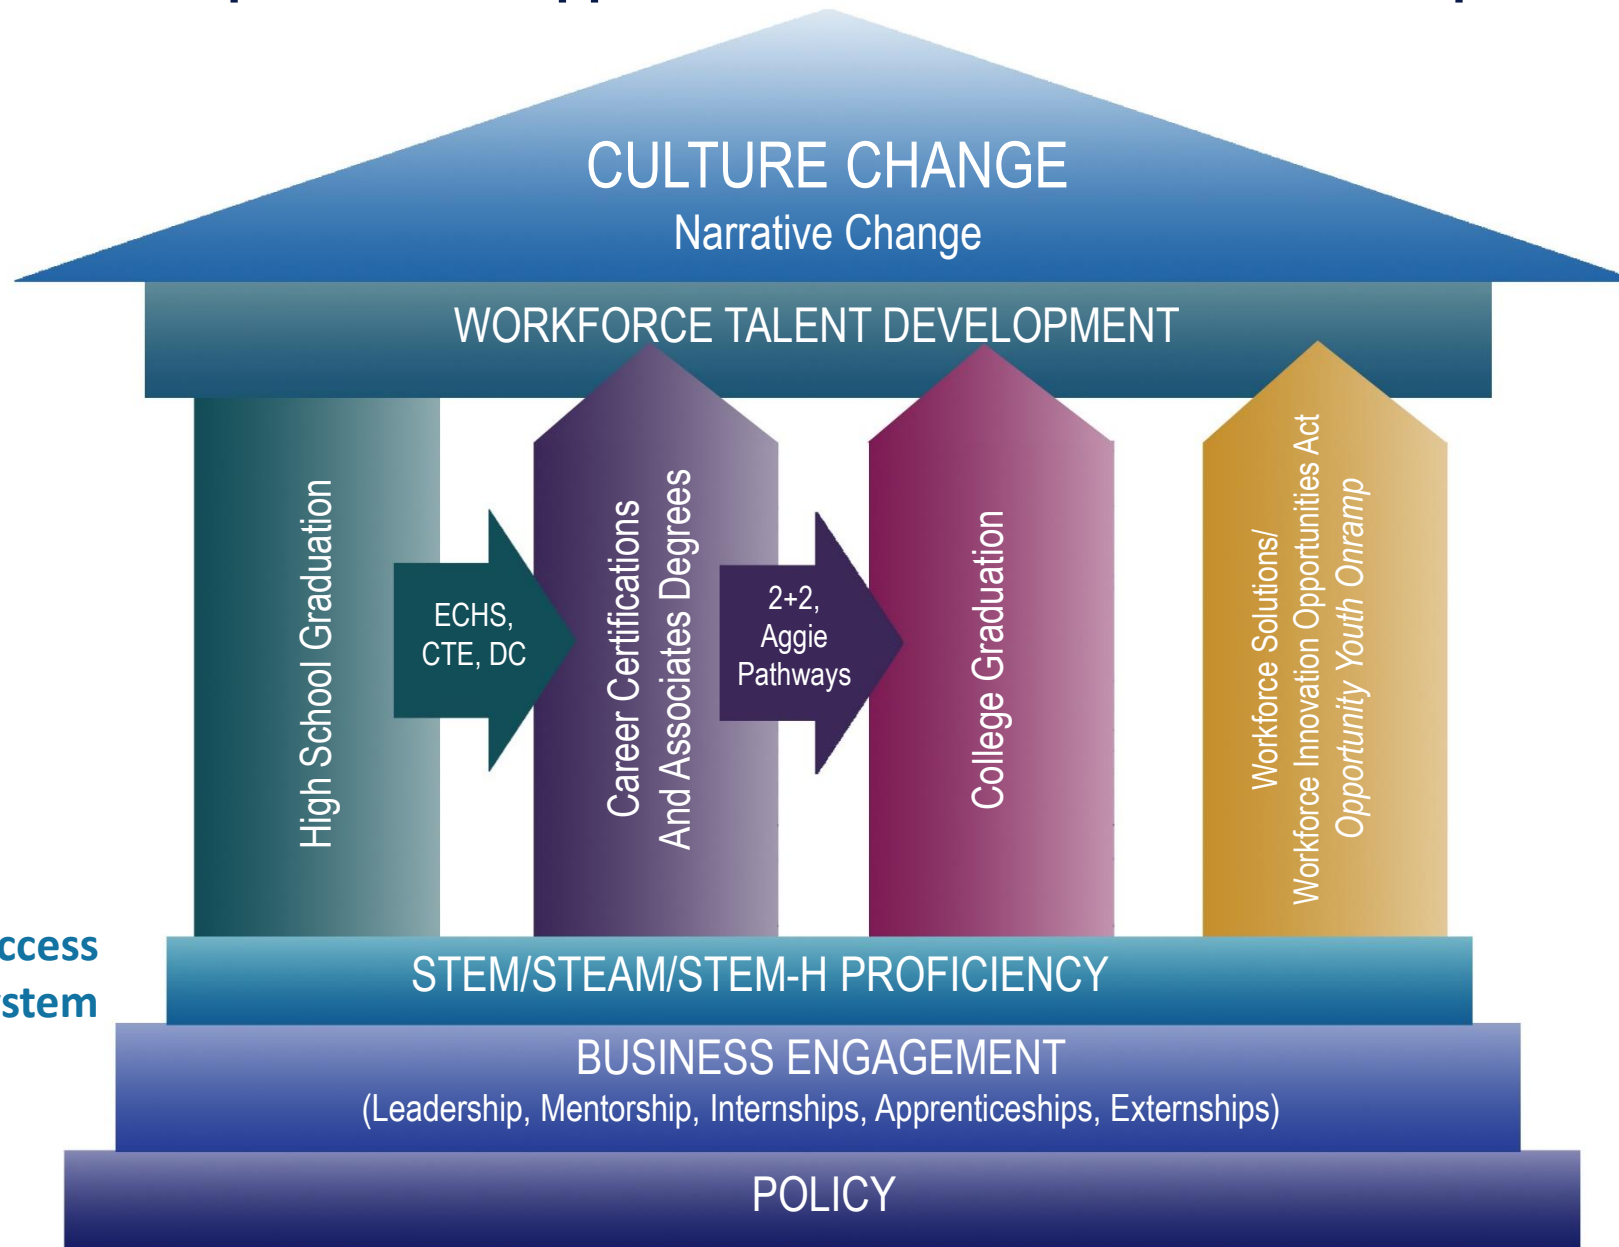 CULTURE CHANGE
Narrative Change
WORKFORCE TALENT DEVELOPMENT
High School Graduation
ECHS,
CTE, DC
Career Certifications
And Associates Degrees
2+2,
Aggie
Pathways
College Graduation
Workforce Solutions/
Workforce Innovation Opportunities Act
Opportunity Youth Onramp
ccess
stem
STEM/STEAM/STEM-H PROFICIENCY
BUSINESS ENGAGEMENT
(Leadership, Mentorship, Internships, Apprenticeships, Externships)
POLICY